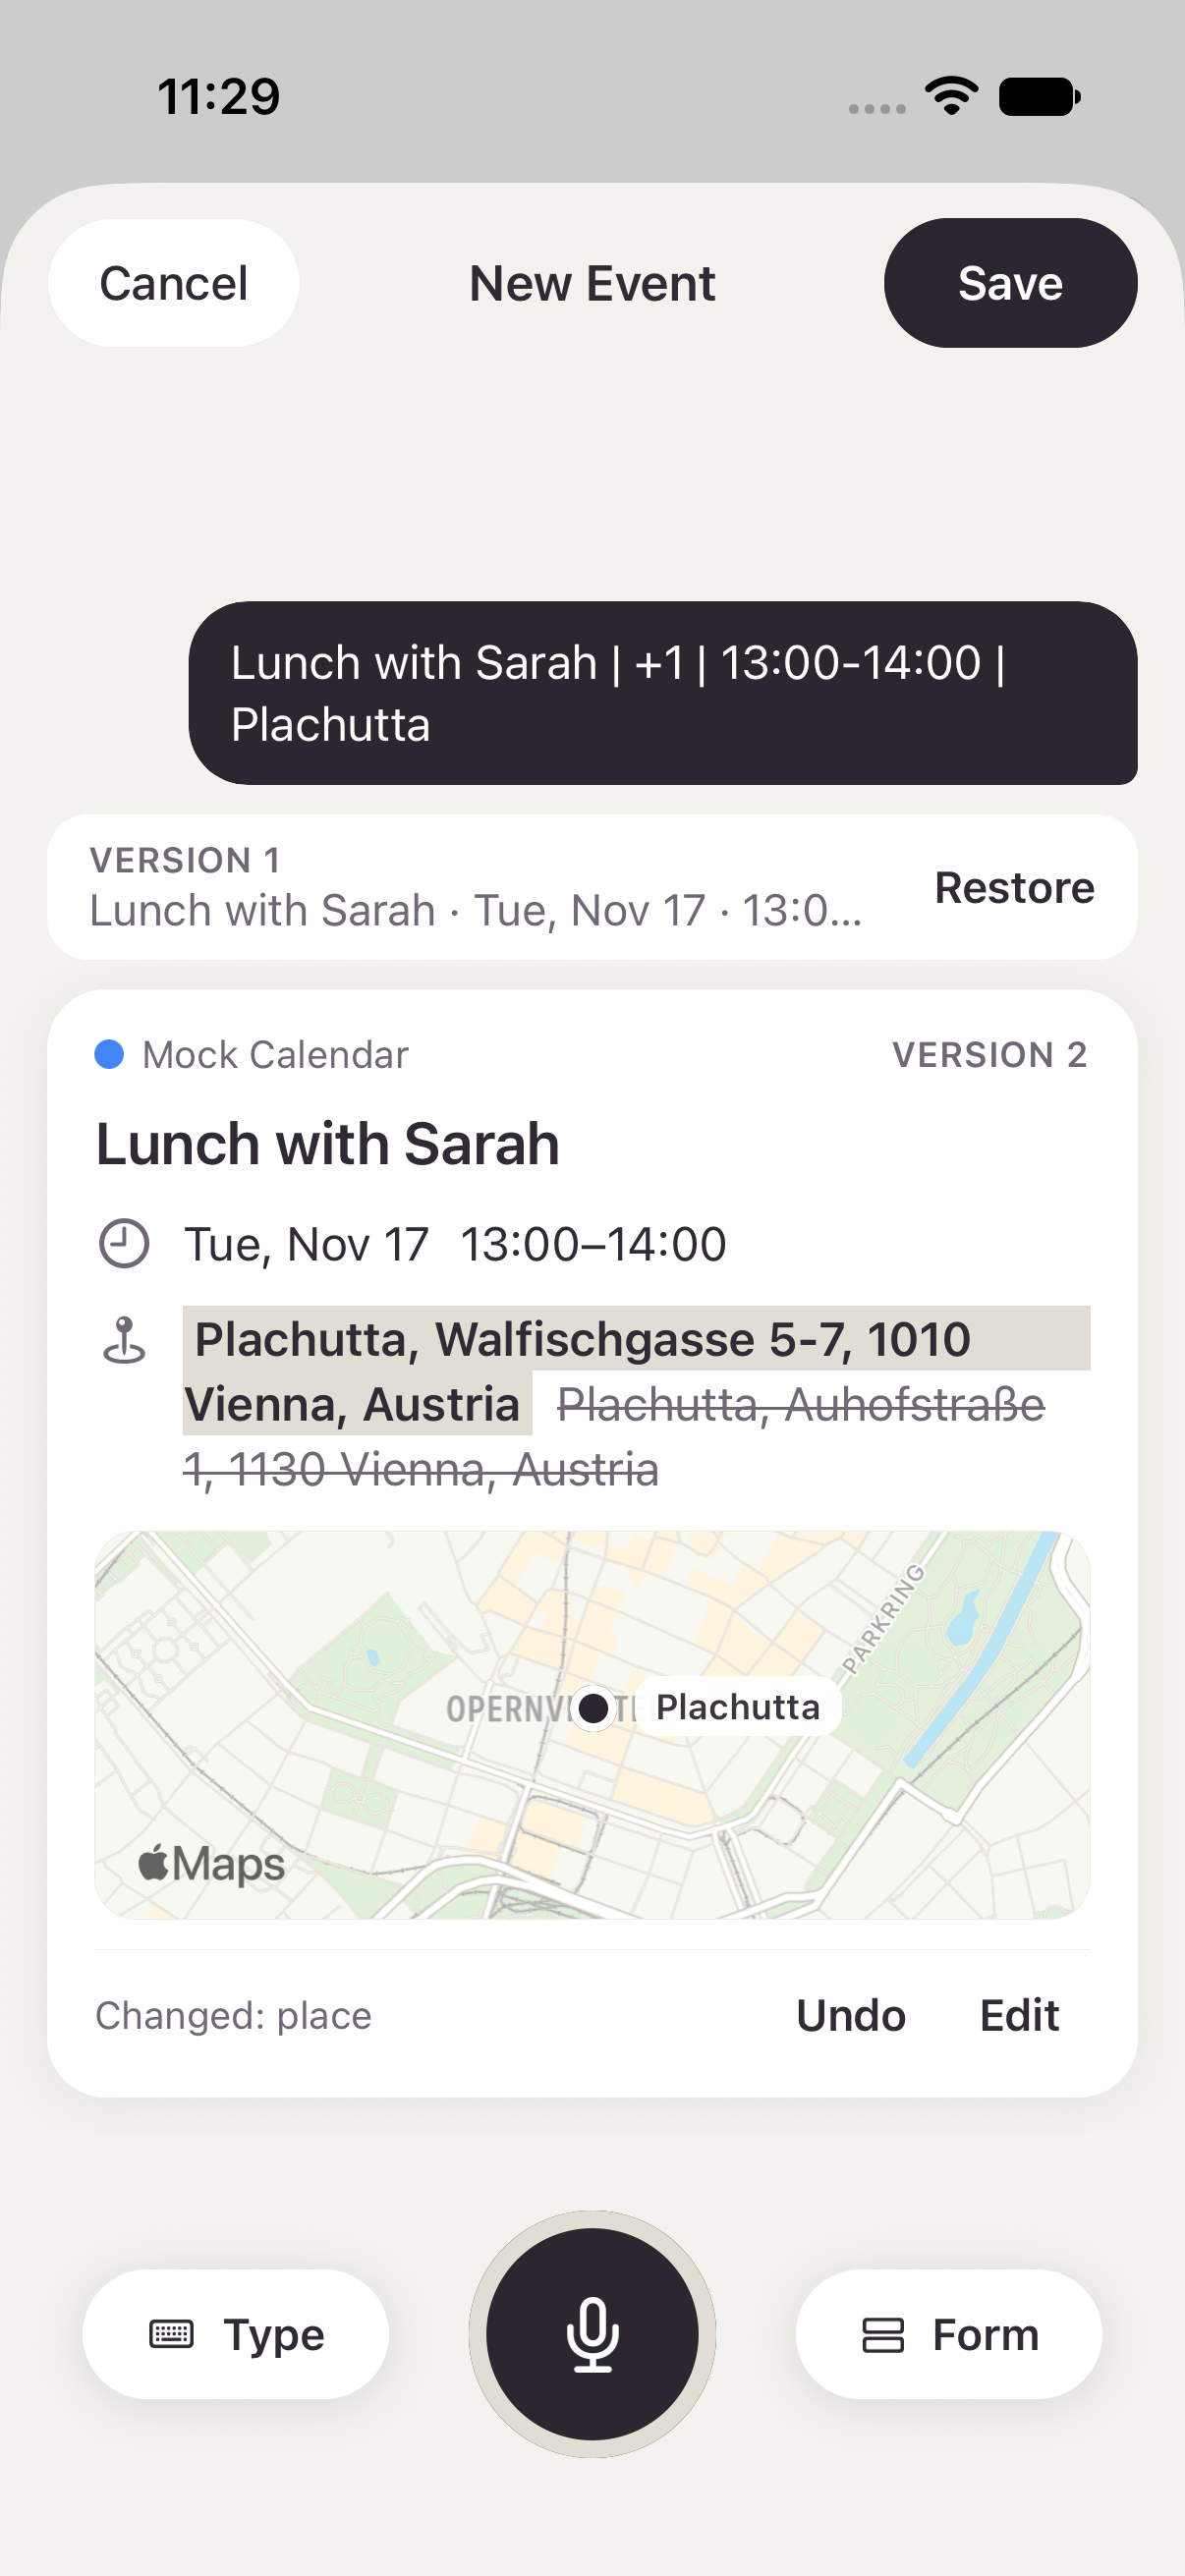 11:29
Cancel
New Event
Save
Lunch with Sarah | +1 | 13:00-14:00 |
Plachutta
VERSION 1
Lunch with Sarah · Tue, Nov 17 · 13:0...
Restore
Mock Calendar
VERSION 2
Lunch with Sarah
Tue, Nov 17 13:00–14:00
Plachutta, Walfischgasse 5-7, 1010
Vienna, Austria Plachutta, Auhofstraße
1, 1130 Vienna, Austria
PARKRING
Plachutta
Maps
Changed: place
Undo
Edit
Type
Form